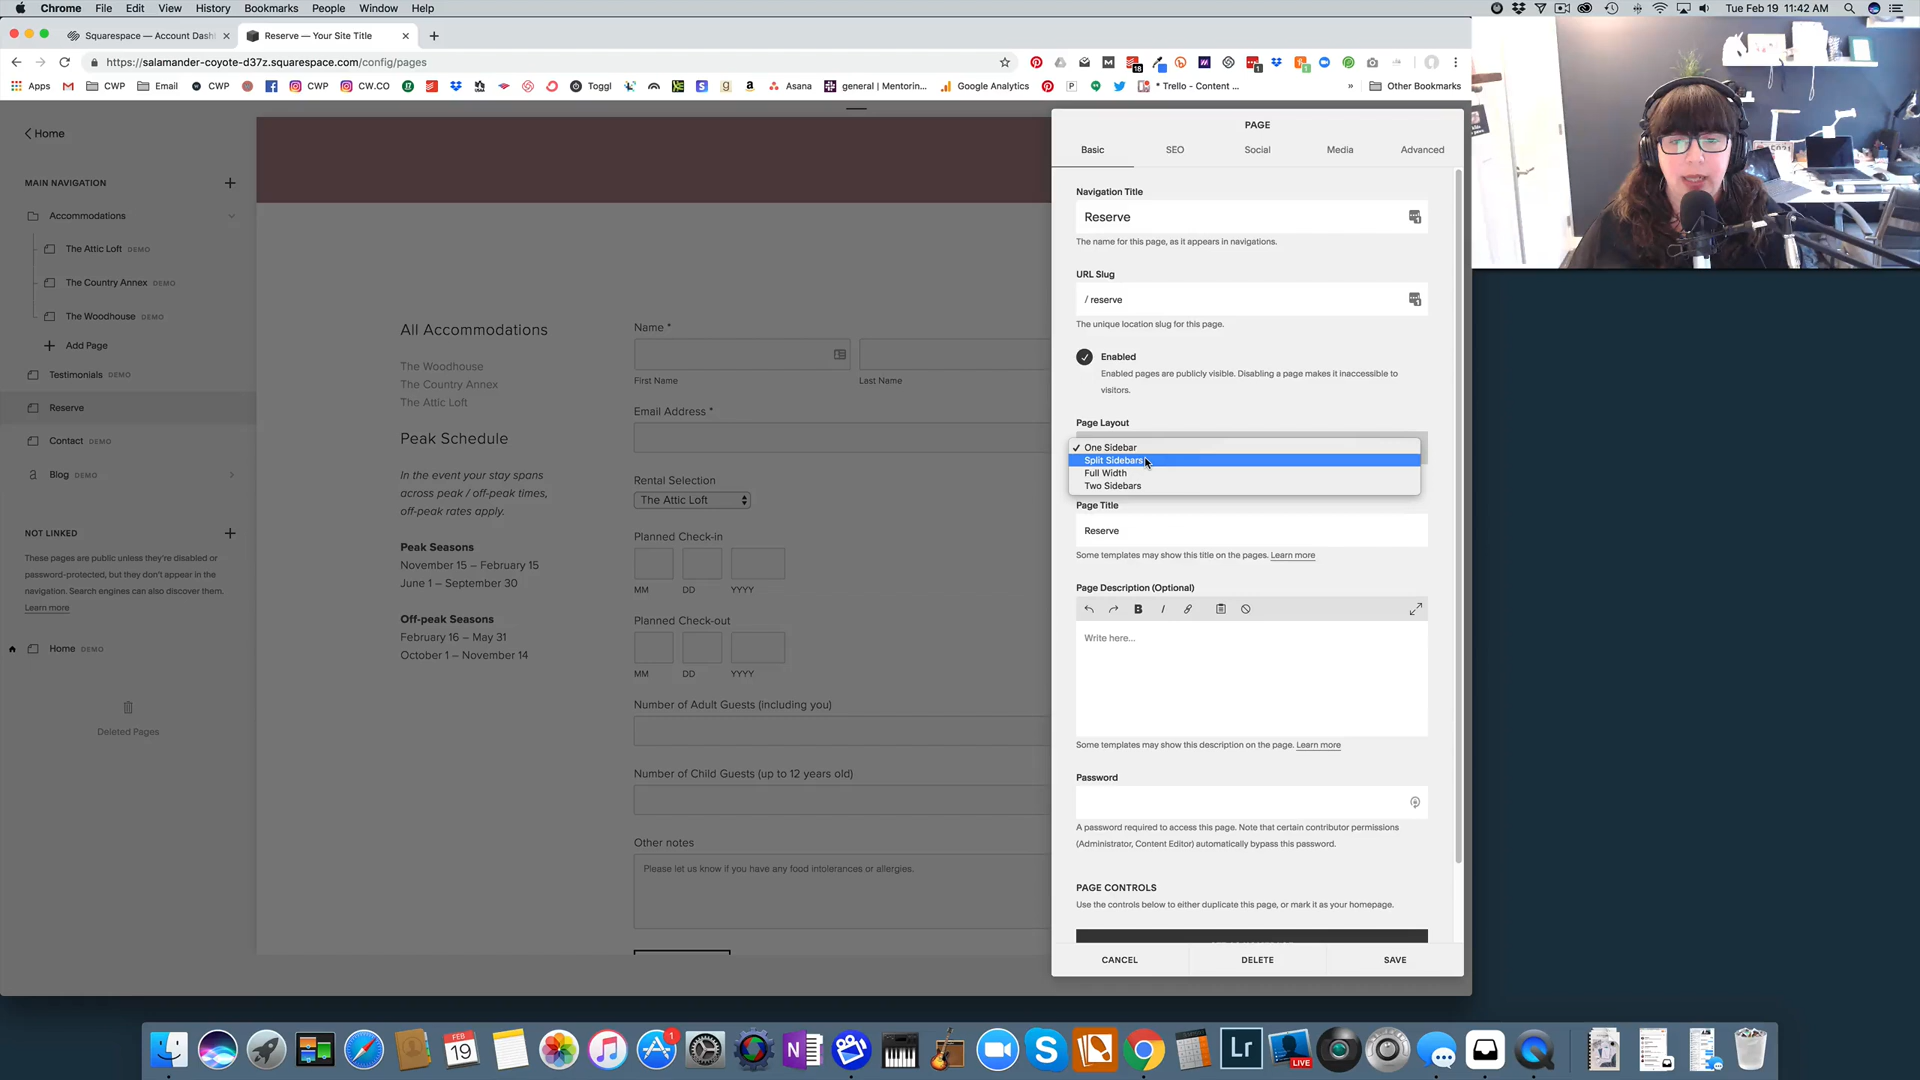 Chrome File Edit View History Bookmarks People Window Help
Tue Feb 19 11:42 AM
Squarespace — Account Dash
Reserve — Your Site Title
https://salamander-coyote-d37z.squarespace.com/config/pages
Apps CWP Email CWP CWP CW.CO Toggl Asana general | Mentorin... Google Analytics * Trello - Content ... » Other Bookmarks
Home
MAIN NAVIGATION
Accommodations
The Attic Loft DEMO
The Country Annex DEMO
The Woodhouse DEMO
Add Page
Testimonials DEMO
Reserve
Contact DEMO
Blog DEMO
NOT LINKED
These pages are public unless they're disabled or
password-protected, but they don't appear in the
navigation. Search engines can also discover them.
Learn more
Home DEMO
Deleted Pages
All Accommodations
The Woodhouse
The Country Annex
The Attic Loft
Peak Schedule
In the event your stay spans
across peak / off-peak times,
off-peak rates apply.
Peak Seasons
November 15 – February 15
June 1 – September 30
Off-peak Seasons
February 16 – May 31
October 1 – November 14
Name *
First Name
Last Name
Email Address *
Rental Selection
The Attic Loft
Planned Check-in
MM DD YYYY
Planned Check-out
MM DD YYYY
Number of Adult Guests (including you)
Number of Child Guests (up to 12 years old)
Other notes
Please let us know if you have any food intolerances or allergies.
PAGE
Basic SEO Social Media Advanced
Navigation Title
Reserve
The name for this page, as it appears in navigations.
URL Slug
/ reserve
The unique location slug for this page.
Enabled
Enabled pages are publicly visible. Disabling a page makes it inaccessible to
visitors.
Page Layout
One Sidebar
Split Sidebars
Full Width
Two Sidebars
Page Title
Reserve
Some templates may show this title on the pages. Learn more
Page Description (Optional)
B I
Write here...
Some templates may show this description on the page. Learn more
Password
A password required to access this page. Note that certain contributor permissions
(Administrator, Content Editor) automatically bypass this password.
PAGE CONTROLS
Use the controls below to either duplicate this page, or mark it as your homepage.
CANCEL DELETE SAVE
FEB
19
1
N
S
Lr
LIVE